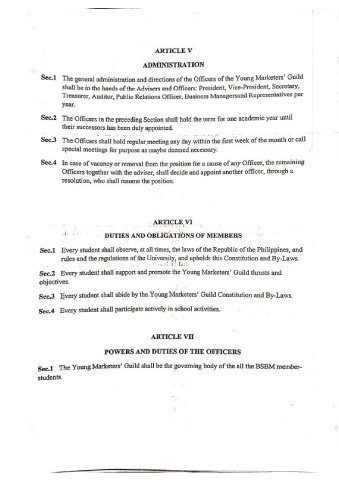 ARTICLE V
ADMINISTRATION
Sec.1 The general administration and directions of the Officers of the Young Marketers' Guild
shall be in the hands of the Advisers and Officers: President, Vice-President, Secretary,
Treasurer, Auditor, Public Relations Officer, Business Managersand Representatives per
year.
Sec.2 The Officers in the preceding Section shall hold the term for one academic year until
their successors has been duly appointed.
Sec.3 The Officers shall hold regular meeting any day within the first week of the month or call
special meetings for purpose as maybe deemed necessary.
Sec.4 In case of vacancy or removal from the position for a cause of any Officer, the remaining
Officers together with the adviser, shall decide and appoint another officer, through a
resolution, who shall resume the position.
ARTICLE VI
DUTIES AND OBLIGATIONS OF MEMBERS
Sec.1 Every student shall observe, at all times, the laws of the Republic of the Philippines, and
rules and the regulations of the University, and upholds this Constitution and By-Laws.
Sec.2 Every student shall support and promote the Young Marketers' Guild thrusts and
objectives.
Sec.3 Every student shall abide by the Young Marketers' Guild Constitution and By-Laws.
Sec.4 Every student shall participate actively in school activities.
ARTICLE VII
POWERS AND DUTIES OF THE OFFICERS
Sec.1 The Young Marketers' Guild shall be the governing body of the all the BSBM member-
students.